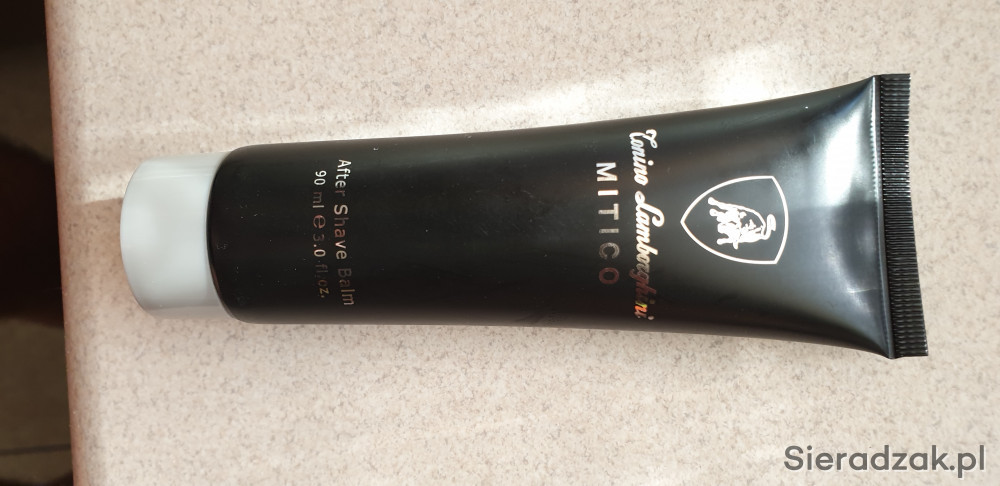 Tonino Lamborghini
MITICO
After Shave Balm
90 ml e 3.0 fl.oz.
Sieradzak.pl